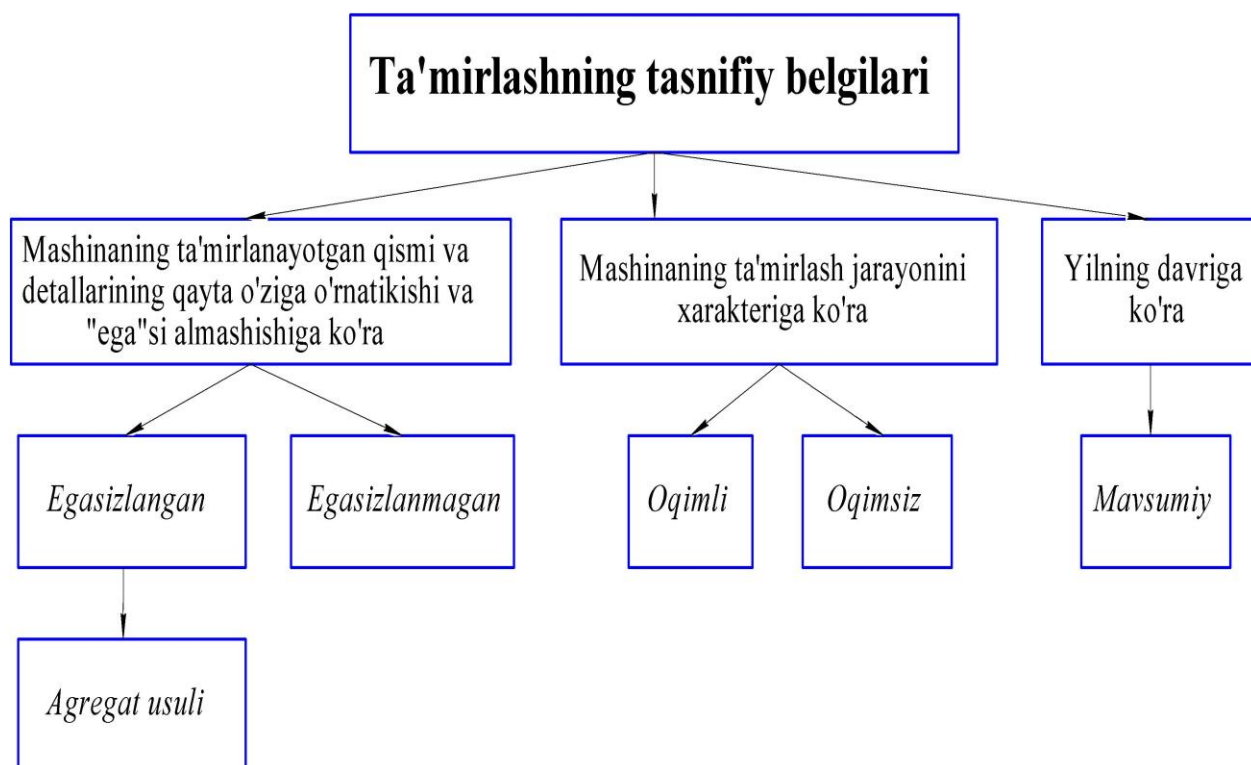 Ta'mirlashning tasnifiy belgilari
Mashinaning ta'mirlanayotgan qismi va
detallarining qayta o'ziga o'rnatikishi va
"ega"si almashishiga ko'ra
Mashinaning ta'mirlash jarayonini
xarakteriga ko'ra
Yilning davriga
ko'ra
Egasizlangan
Egasizlanmagan
Oqimli
Oqimsiz
Mavsumiy
Agregat usuli